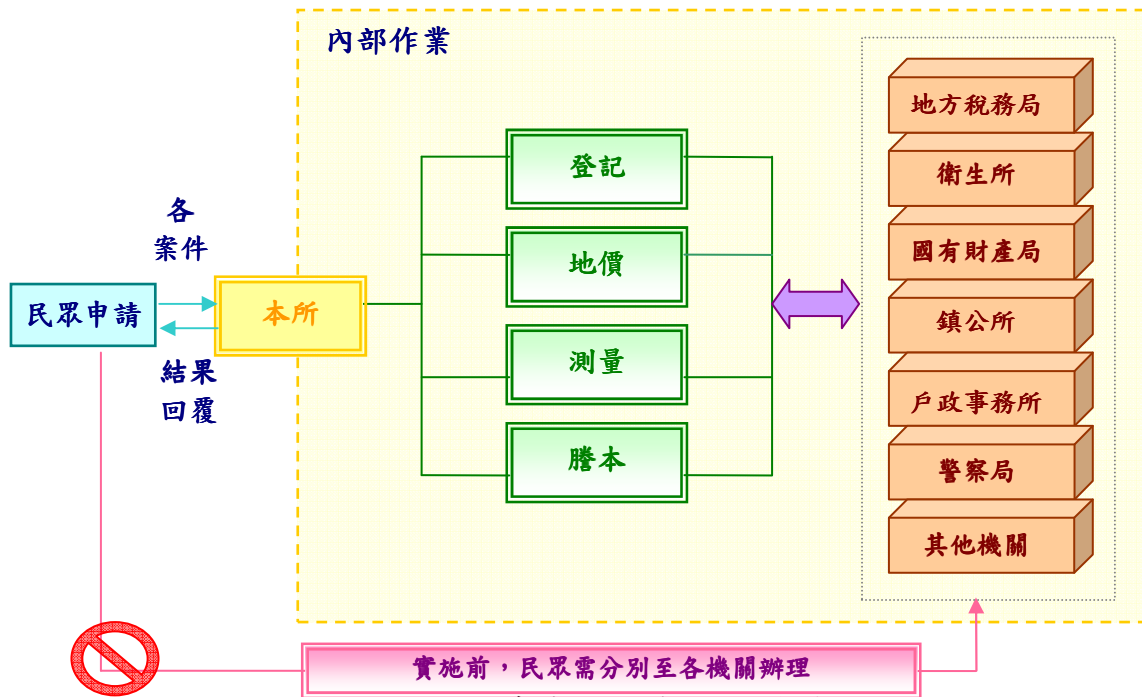 內部作業
各
案件
民眾申請
本所
結果
回覆
登記
地價
測量
謄本
地方稅務局
衛生所
國有財產局
鎮公所
戶政事務所
警察局
其他機關
實施前，民眾需分別至各機關辦理